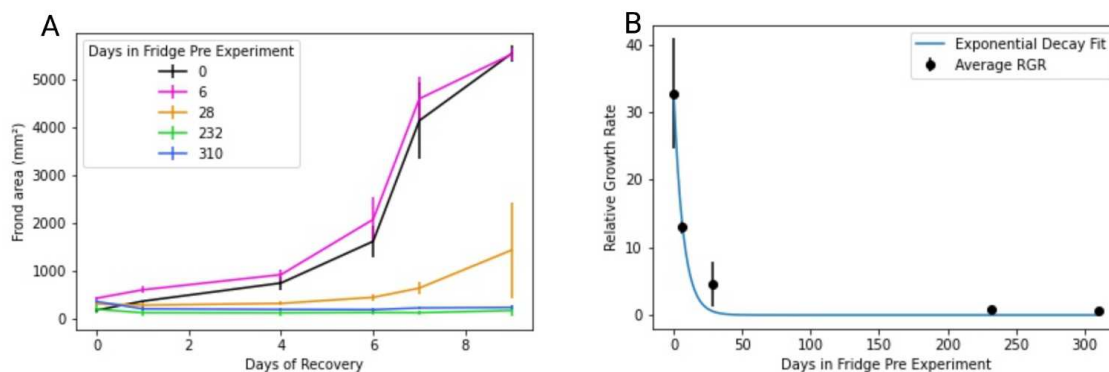 A
Days in Fridge Pre Experiment
0
6
28
232
310
Frond area (mm²)
5000
4000
3000
2000
1000
0
0 2 4 6 8
Days of Recovery
B
Exponential Decay Fit
Average RGR
Relative Growth Rate
40
30
20
10
0
0 50 100 150 200 250 300
Days in Fridge Pre Experiment